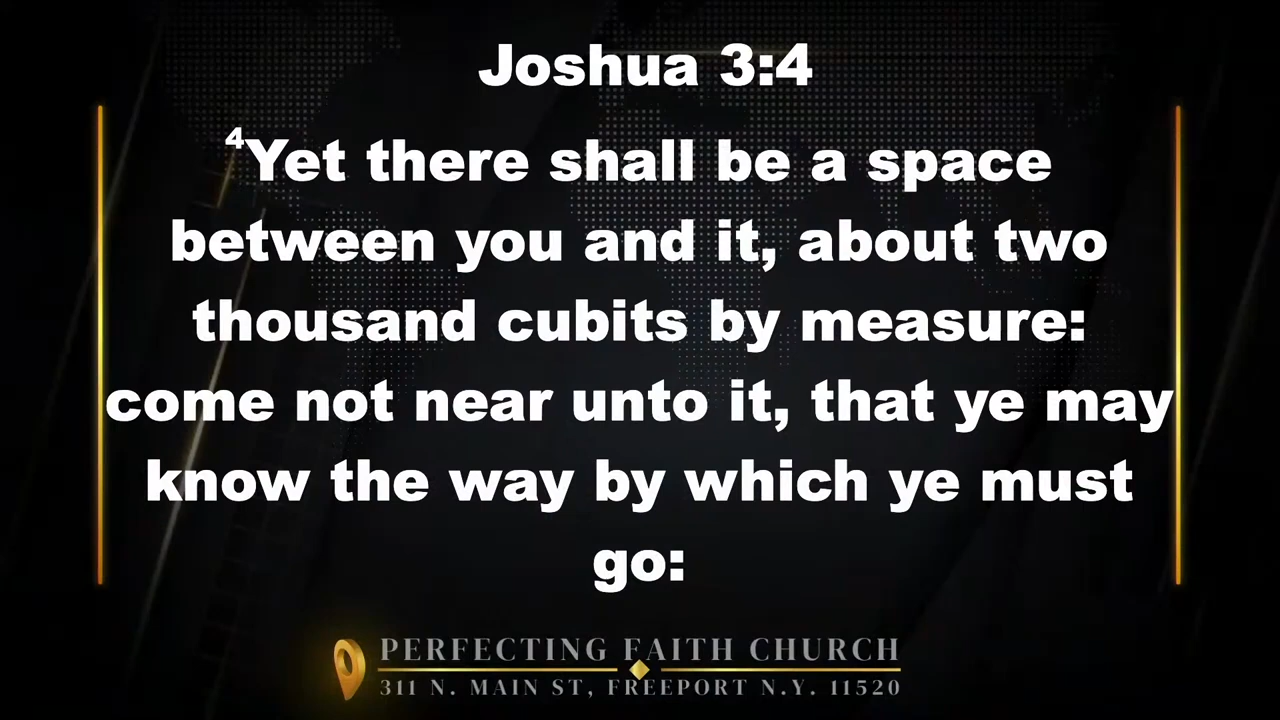 Joshua 3:4
⁴Yet there shall be a space
between you and it, about two
thousand cubits by measure:
come not near unto it, that ye may
know the way by which ye must
go:
PERFECTING FAITH CHURCH
311 N. MAIN ST, FREEPORT N.Y. 11520